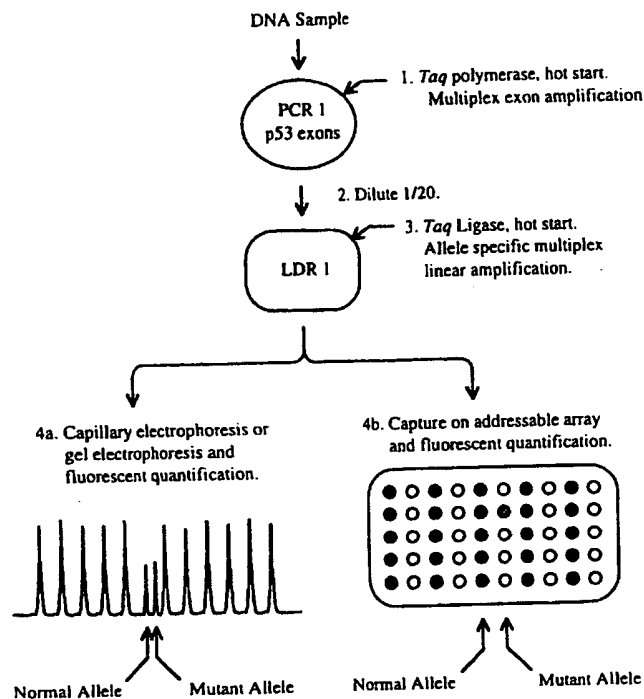 DNA Sample
PCR 1
p53 exons
1. Taq polymerase, hot start.
Multiplex exon amplification
2. Dilute 1/20.
LDR 1
3. Taq Ligase, hot start.
Allele specific multiplex
linear amplification.
4a. Capillary electrophoresis or
gel electrophoresis and
fluorescent quantification.
4b. Capture on addressable array
and fluorescent quantification.
Normal Allele
Mutant Allele
Normal Allele
Mutant Allele